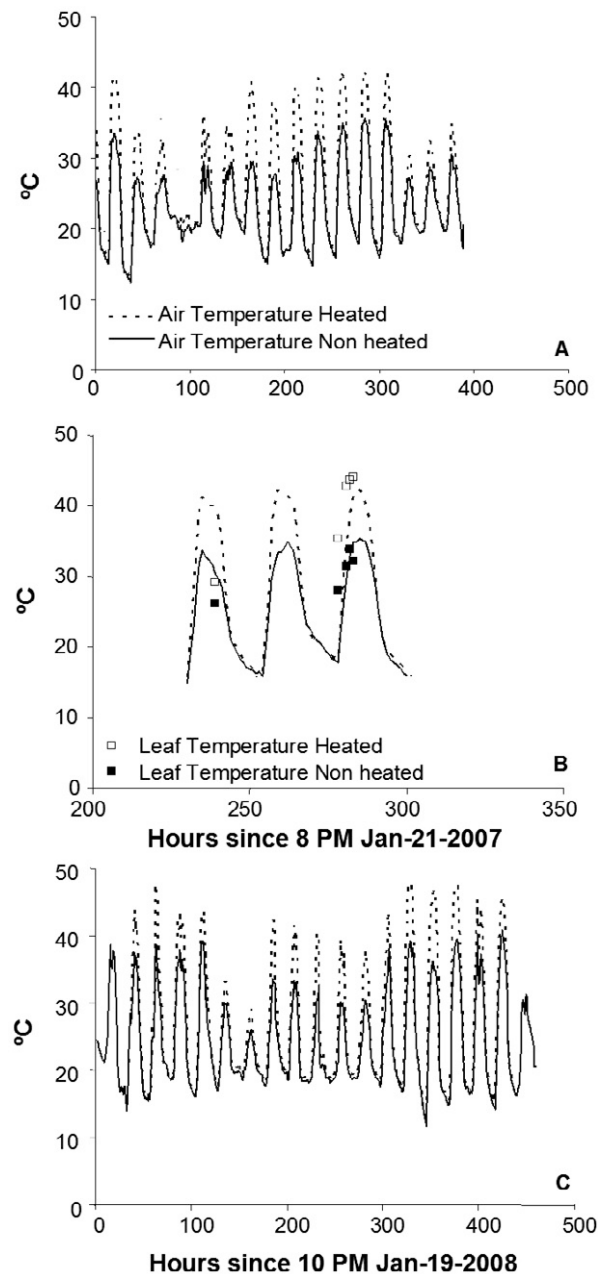 50
40
30
20
10
0
ºC
Air Temperature Heated
Air Temperature Non heated
A
0 100 200 300 400 500
50
40
30
20
10
0
ºC
Leaf Temperature Heated
Leaf Temperature Non heated
B
200 250 300 350
Hours since 8 PM Jan-21-2007
50
40
30
20
10
0
ºC
C
0 100 200 300 400 500
Hours since 10 PM Jan-19-2008